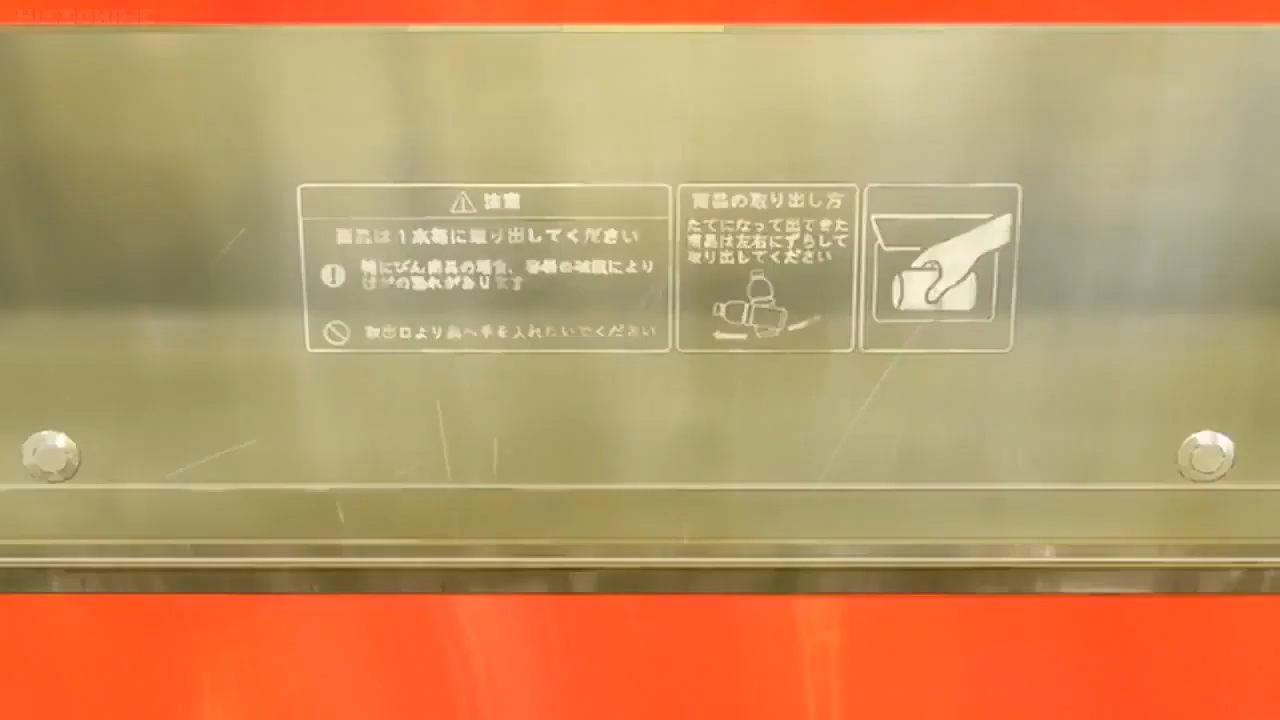 ⚠ 注意
商品は1本毎に取り出してください
特にびん商品の場合、容器の破損により
けがの恐れがあります
取出口より奥へ手を入れないでください
商品の取り出し方
たてになって出てきた
商品は左右にずらして
取り出してください